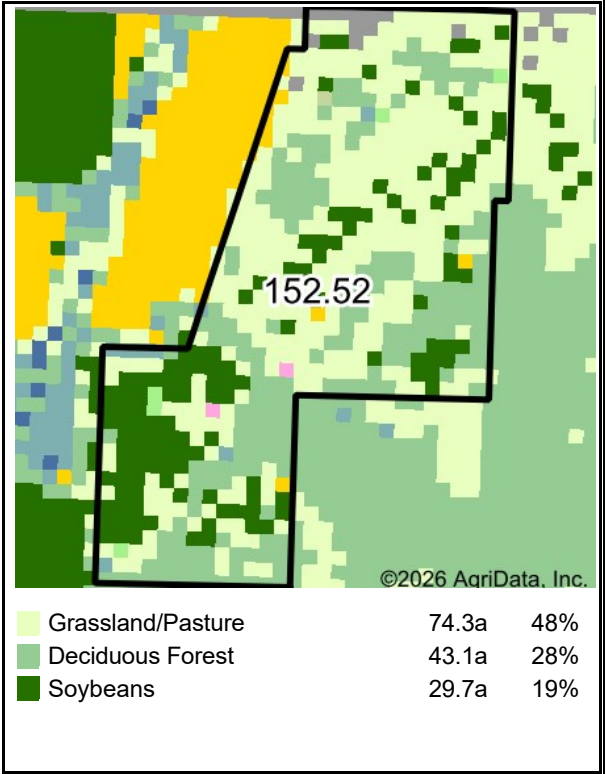 152.52
©2026 AgriData, Inc.
Grassland/Pasture 74.3a 48%
Deciduous Forest 43.1a 28%
Soybeans 29.7a 19%